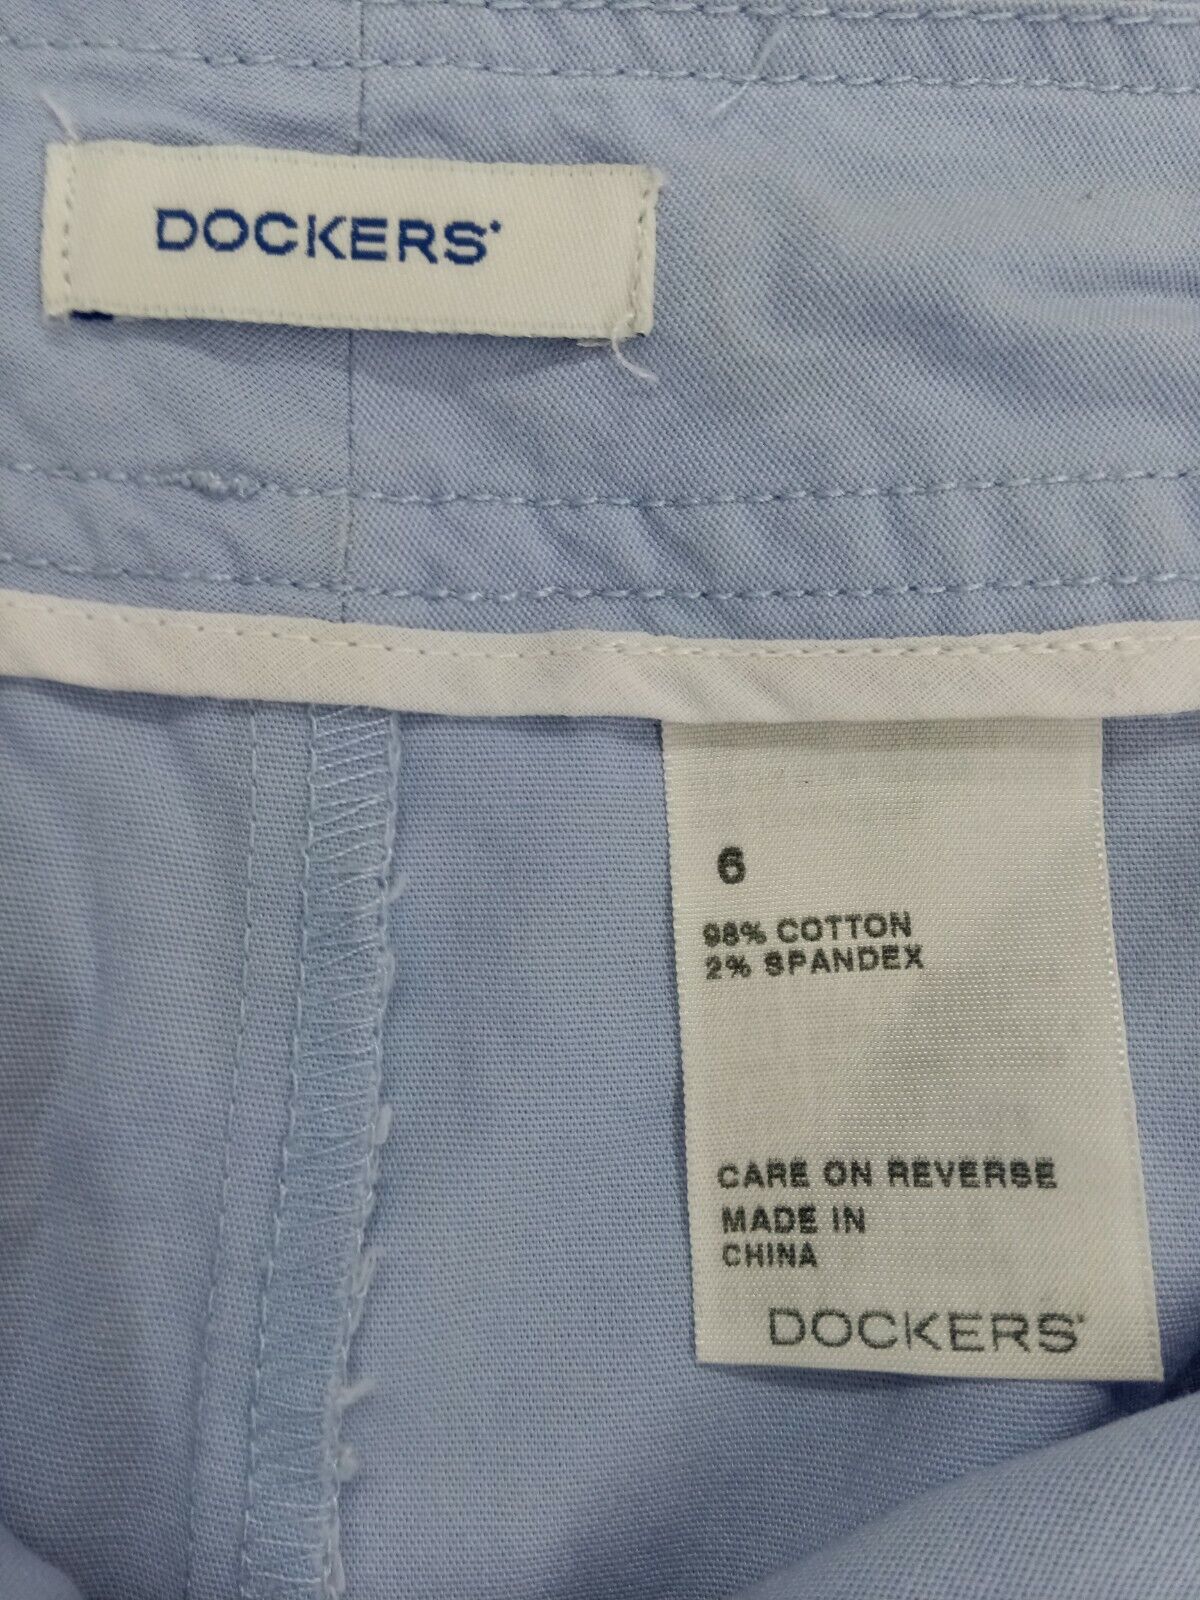 DOCKERS
6
98% COTTON
2% SPANDEX
CARE ON REVERSE
MADE IN
CHINA
DOCKERS